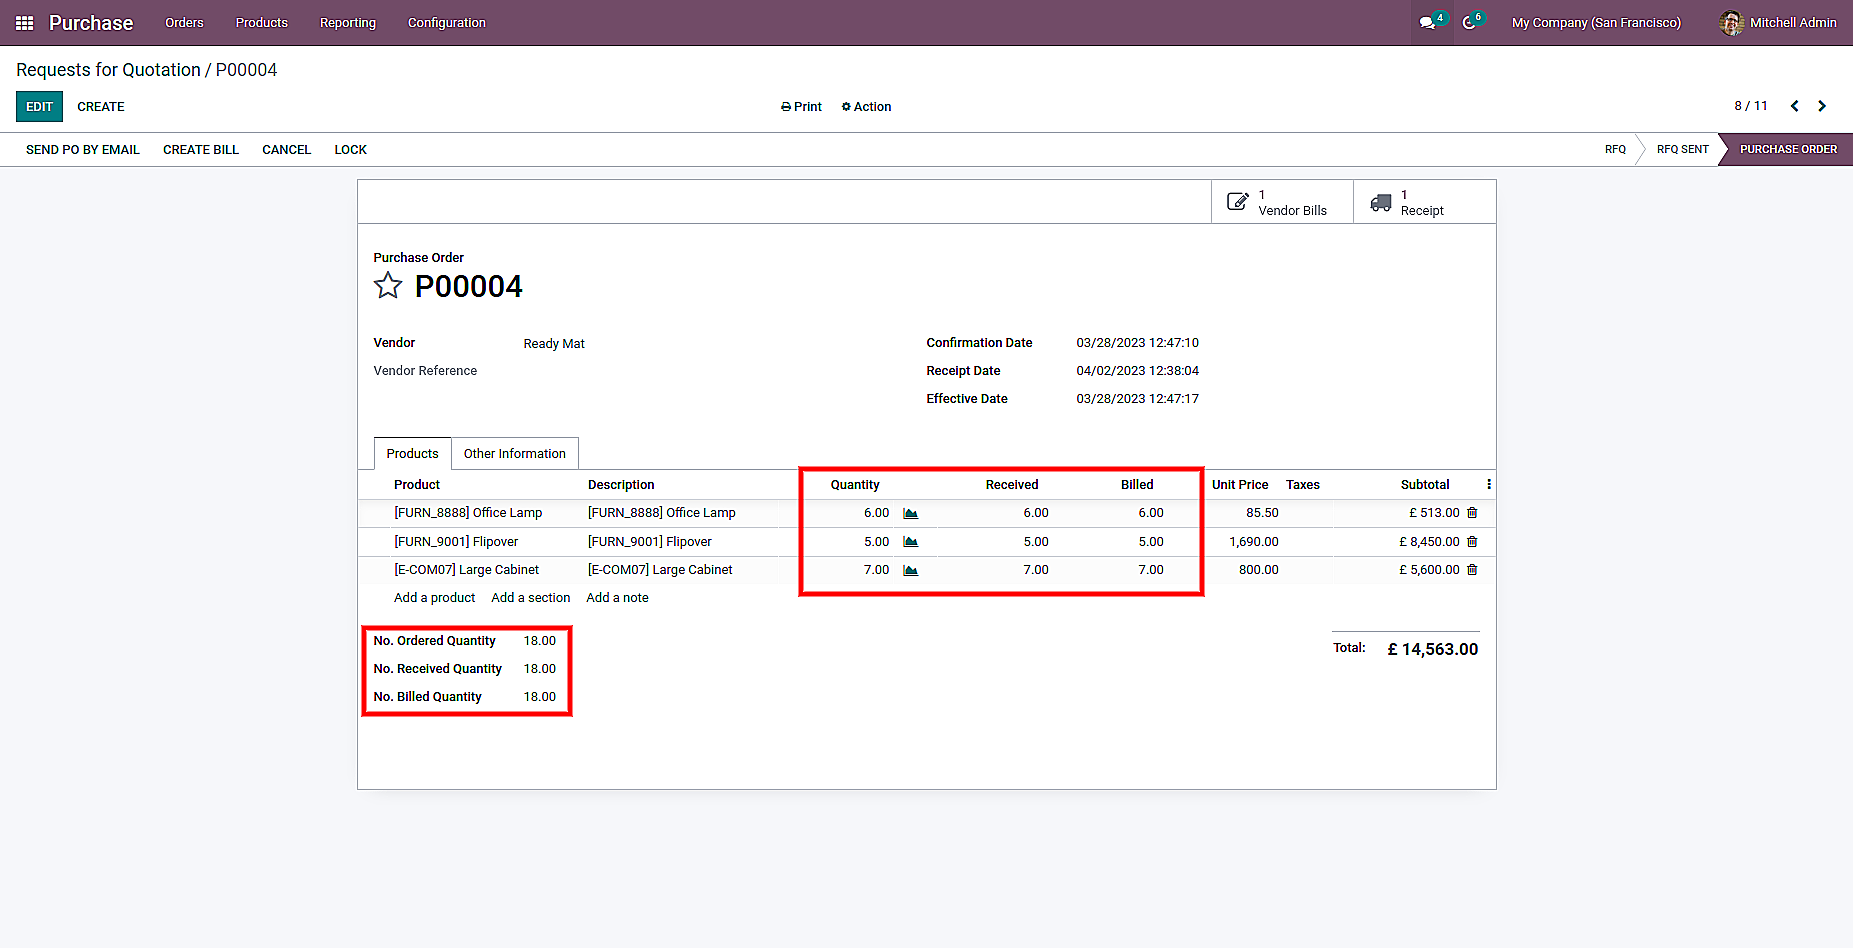 Purchase Orders Products Reporting Configuration 4 6 My Company (San Francisco) Mitchell Admin
Requests for Quotation / P00004
EDIT CREATE Print Action 8 / 11
SEND PO BY EMAIL CREATE BILL CANCEL LOCK RFQ RFQ SENT PURCHASE ORDER
1 Vendor Bills
1 Receipt
Purchase Order
P00004
Vendor Ready Mat Confirmation Date 03/28/2023 12:47:10
Vendor Reference Receipt Date 04/02/2023 12:38:04
Effective Date 03/28/2023 12:47:17
Products Other Information
Product Description Quantity Received Billed Unit Price Taxes Subtotal
[FURN_8888] Office Lamp [FURN_8888] Office Lamp 6.00 6.00 6.00 85.50 £ 513.00
[FURN_9001] Flipover [FURN_9001] Flipover 5.00 5.00 5.00 1,690.00 £ 8,450.00
[E-COM07] Large Cabinet [E-COM07] Large Cabinet 7.00 7.00 7.00 800.00 £ 5,600.00
Add a product Add a section Add a note
No. Ordered Quantity 18.00
No. Received Quantity 18.00
No. Billed Quantity 18.00
Total: £ 14,563.00